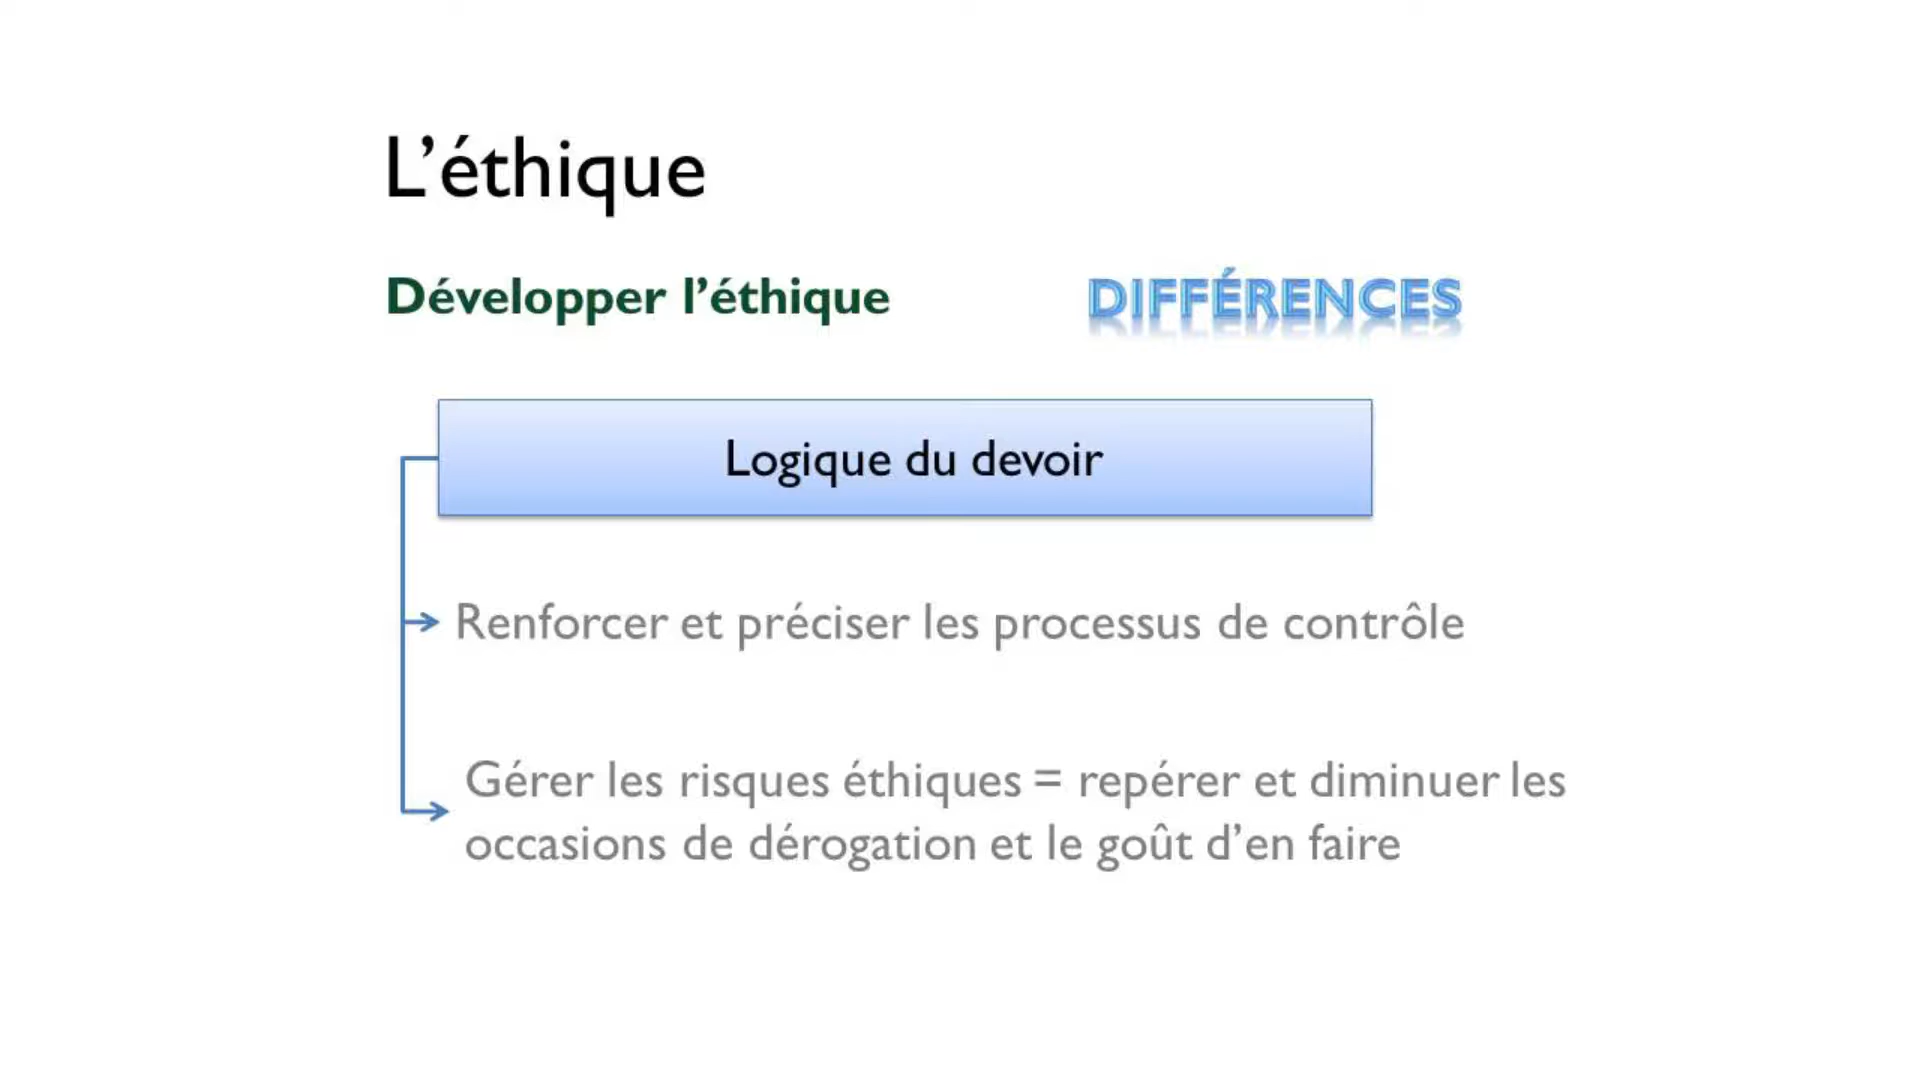 L’éthique
Développer l’éthique
DIFFÉRENCES
Logique du devoir
Renforcer et préciser les processus de contrôle
Gérer les risques éthiques = repérer et diminuer les
occasions de dérogation et le goût d’en faire